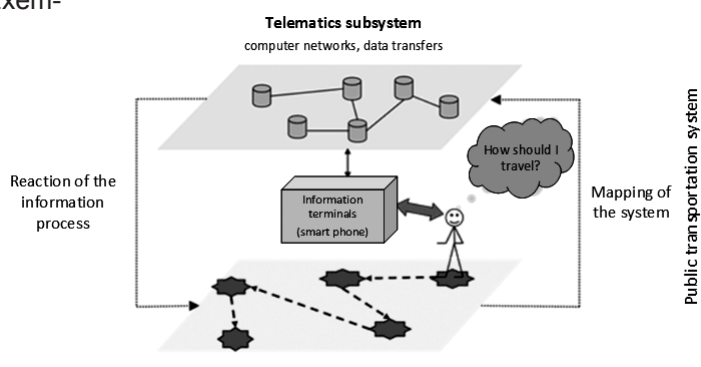 xem-
Telematics subsystem
computer networks, data transfers
How should I
travel?
Reaction of the
information
process
Information
terminals
(smart phone)
Mapping of
the system
Public transportation system